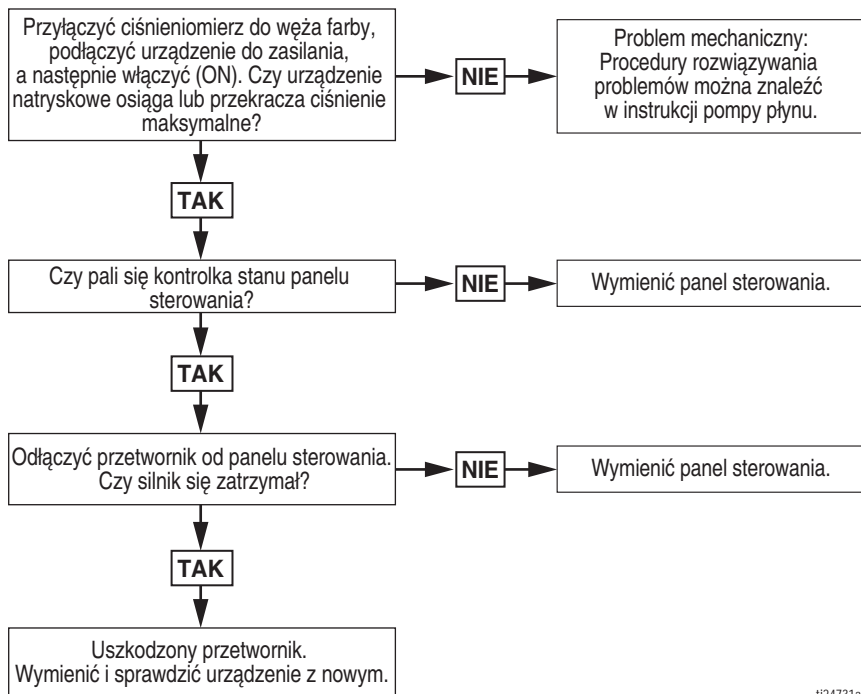 Przyłączyć ciśnieniomierz do węża farby,
podłączyć urządzenie do zasilania,
a następnie włączyć (ON). Czy urządzenie
natryskowe osiąga lub przekracza ciśnienie
maksymalne?
NIE
Problem mechaniczny:
Procedury rozwiązywania
problemów można znaleźć
w instrukcji pompy płynu.
TAK
Czy pali się kontrolka stanu panelu
sterowania?
NIE
Wymienić panel sterowania.
TAK
Odłączyć przetwornik od panelu sterowania.
Czy silnik się zatrzymał?
NIE
Wymienić panel sterowania.
TAK
Uszkodzony przetwornik.
Wymienić i sprawdzić urządzenie z nowym.
ti24731a